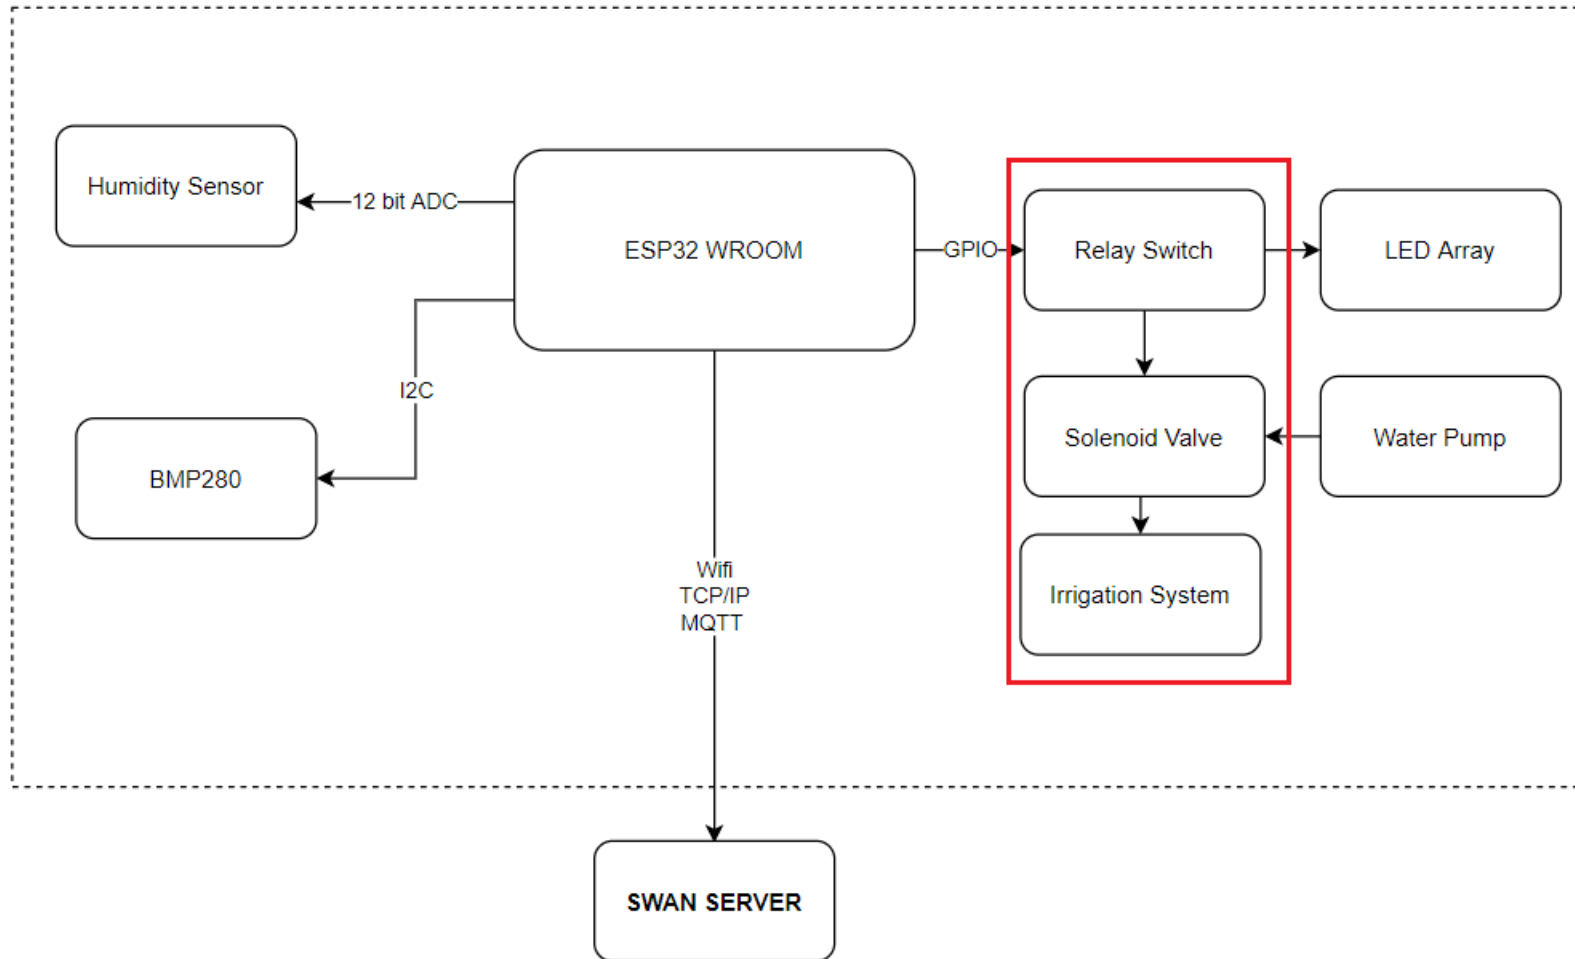 Humidity Sensor
12 bit ADC
ESP32 WROOM
GPIO
Relay Switch
LED Array
I2C
BMP280
Solenoid Valve
Water Pump
Wifi
TCP/IP
MQTT
Irrigation System
SWAN SERVER